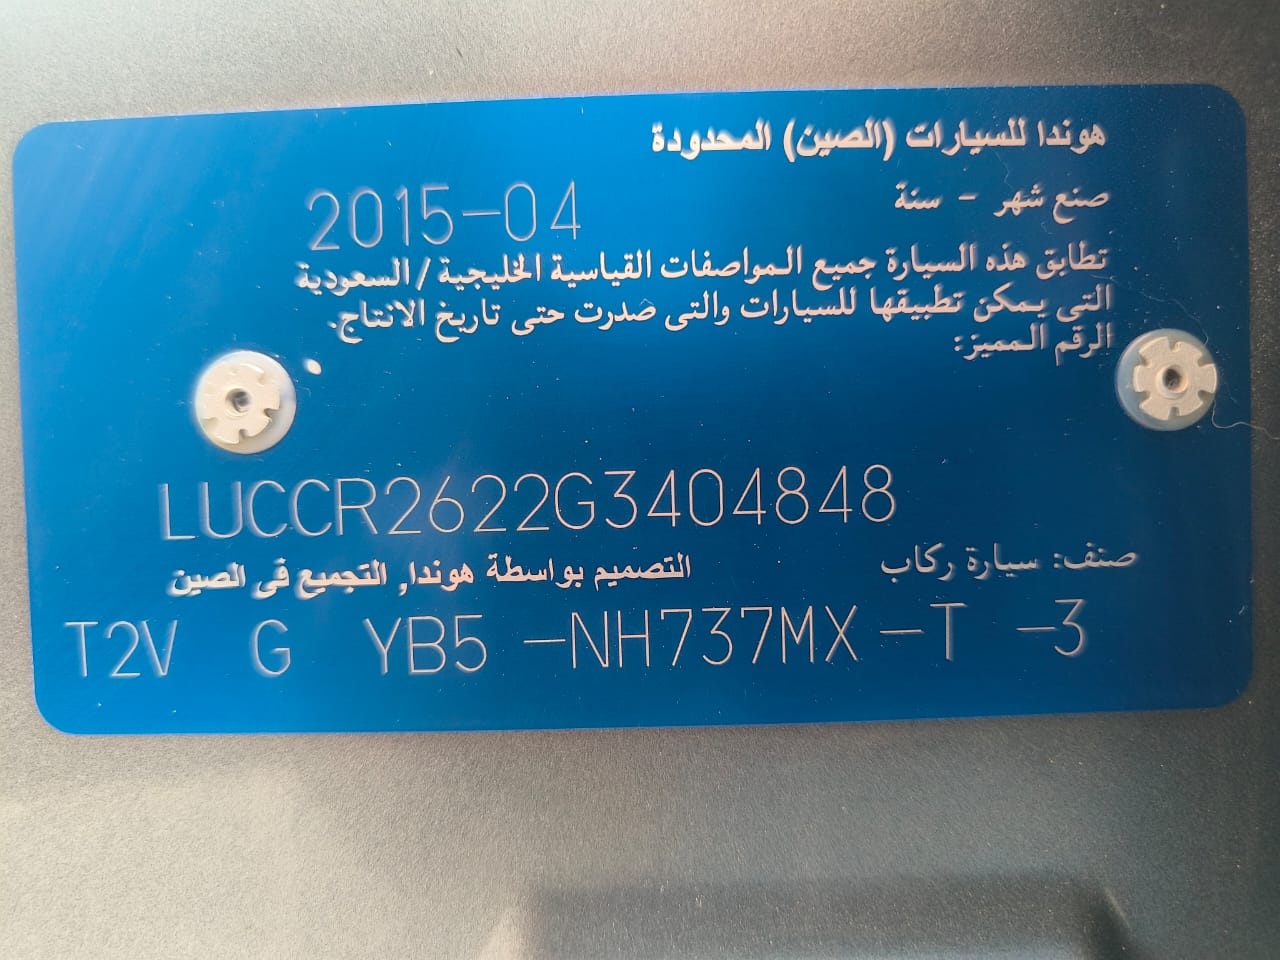 هوندا للسيارات (الصين) المحدودة
صنع شهر - سنة
2015-04
تطابق هذه السيارة جميع المواصفات القياسية الخليجية / السعودية
التى يمكن تطبيقها للسيارات والتى صدرت حتى تاريخ الانتاج.
الرقم المميز:
LUCCR2622G3404848
صنف: سيارة ركاب التصميم بواسطة هوندا, التجميع فى الصين
T2V G YB5 -NH737MX -T -3